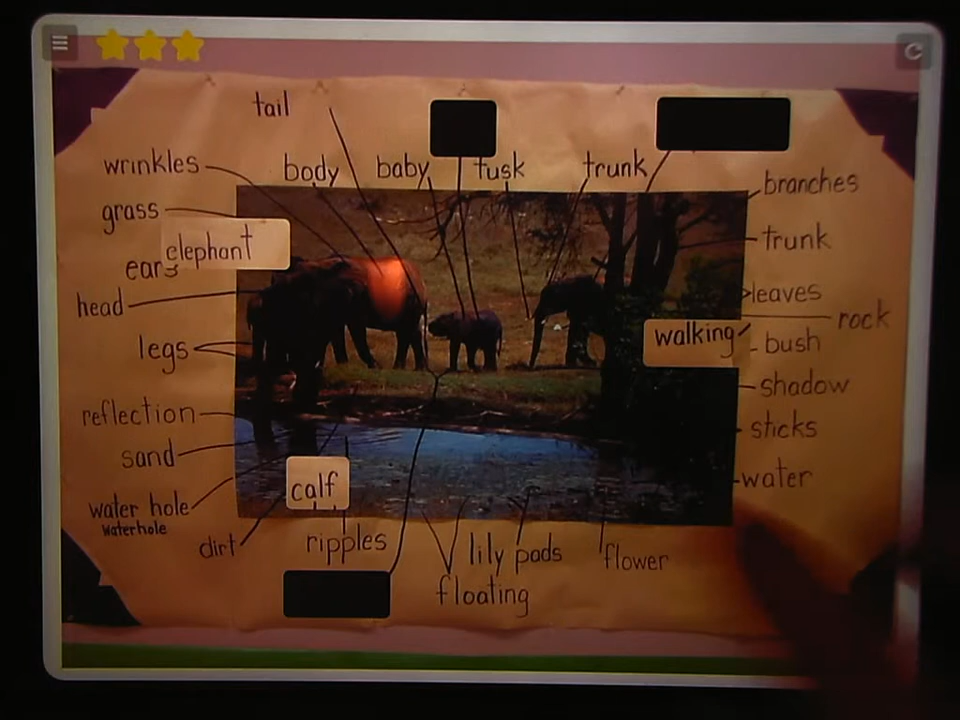 tail
wrinkles
body
baby
tusk
trunk
branches
grass
elephant
ears
trunk
head
leaves
rock
walking
bush
legs
shadow
reflection
sticks
sand
water
calf
water hole
waterhole
dirt
ripples
lily pads
flower
floating